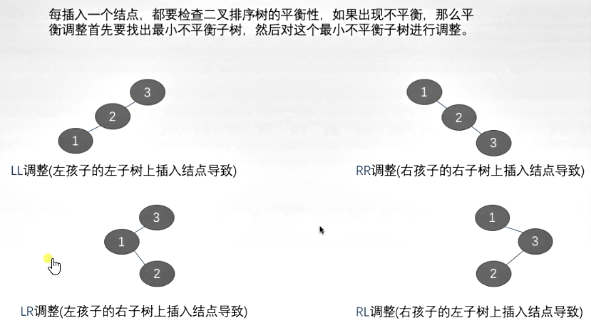 每插入一个结点，都要检查二叉排序树的平衡性，如果出现不平衡，那么平
衡调整首先要找出最小不平衡子树，然后对这个最小不平衡子树进行调整。
3
2
1
LL调整(左孩子的左子树上插入结点导致)
1
2
3
RR调整(右孩子的右子树上插入结点导致)
3
1
2
LR调整(左孩子的右子树上插入结点导致)
1
3
2
RL调整(右孩子的左子树上插入结点导致)